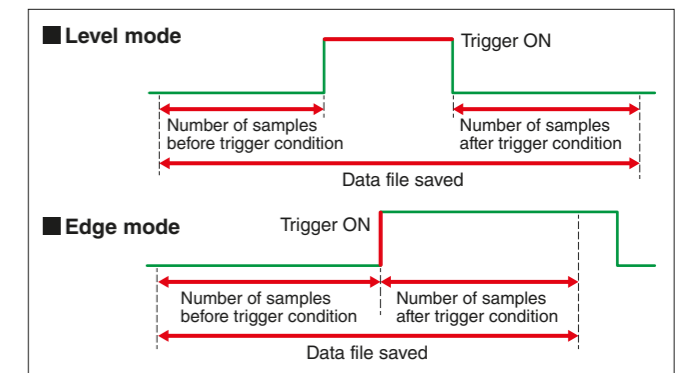 Level mode
Trigger ON
Number of samples
before trigger condition
Number of samples
after trigger condition
Data file saved
Edge mode
Trigger ON
Number of samples
before trigger condition
Number of samples
after trigger condition
Data file saved